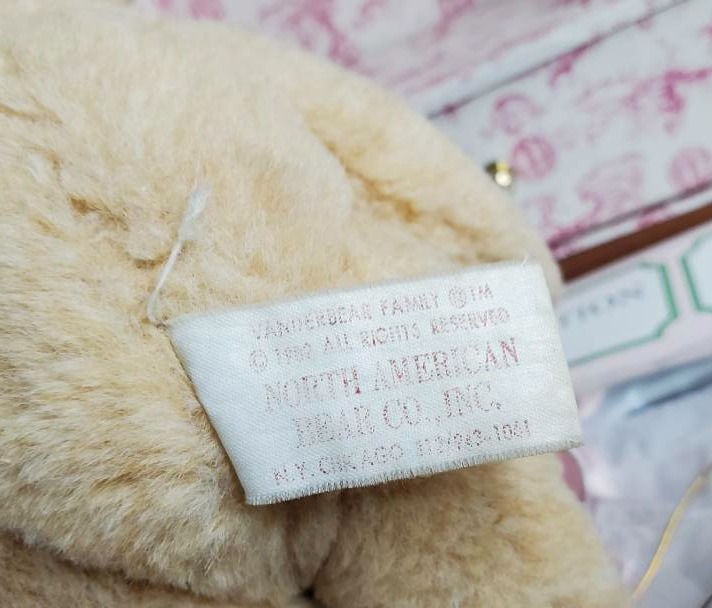 VANDERBEAR FAMILY ® TM
© ALL RIGHTS RESERVED
NORTH AMERICAN
BEAR CO., INC.
N.Y. CHICAGO